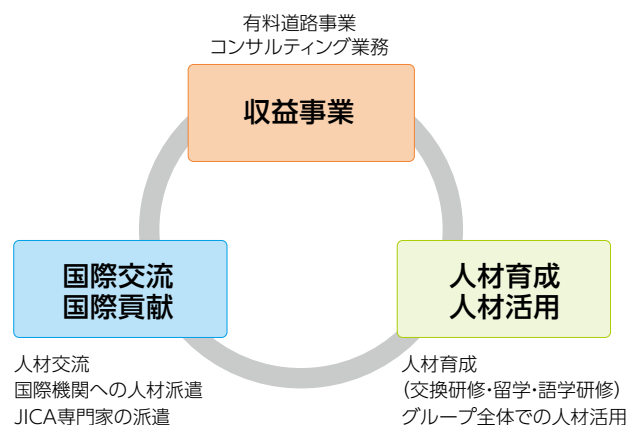 有料道路事業
コンサルティング業務
収益事業
国際交流
国際貢献
人材交流
国際機関への人材派遣
JICA専門家の派遣
人材育成
人材活用
人材育成
(交換研修・留学・語学研修)
グループ全体での人材活用